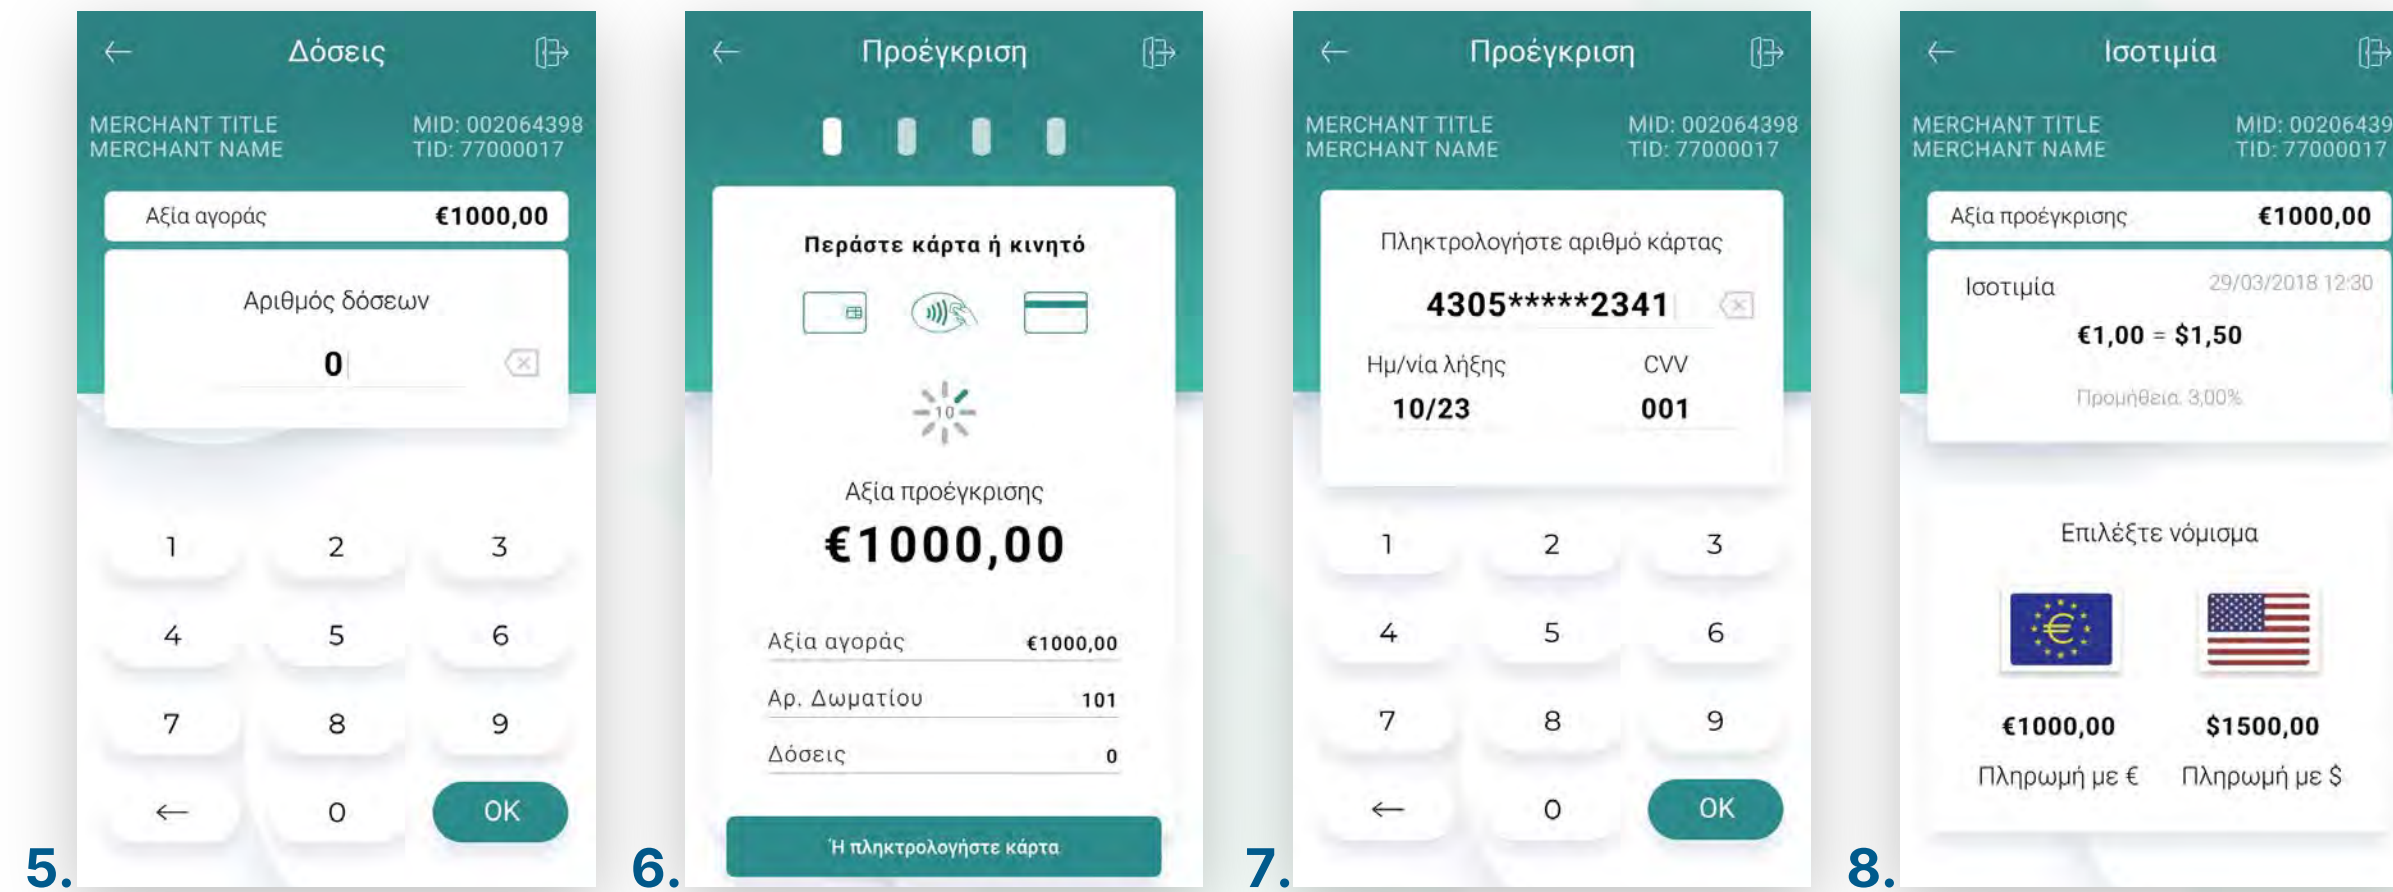 Δόσεις
MERCHANT TITLE MID: 002064398
MERCHANT NAME TID: 77000017
Αξία αγοράς €1000,00
Αριθμός δόσεων
0
1 2 3
4 5 6
7 8 9
0 OK
5.
Προέγκριση
Περάστε κάρτα ή κινητό
10
Αξία προέγκρισης
€1000,00
Αξία αγοράς €1000,00
Αρ. Δωματίου 101
Δόσεις 0
Ή πληκτρολογήστε κάρτα
6.
Προέγκριση
MERCHANT TITLE MID: 002064398
MERCHANT NAME TID: 77000017
Πληκτρολογήστε αριθμό κάρτας
4305*****2341
Ημ/νία λήξης CVV
10/23 001
1 2 3
4 5 6
7 8 9
0 OK
7.
Ισοτιμία
MERCHANT TITLE MID: 00206439
MERCHANT NAME TID: 77000017
Αξία προέγκρισης €1000,00
Ισοτιμία 29/03/2018 12:30
€1,00 = $1,50
Προμήθεια: 3,00%
Επιλέξτε νόμισμα
€
€1000,00 $1500,00
Πληρωμή με € Πληρωμή με $
8.